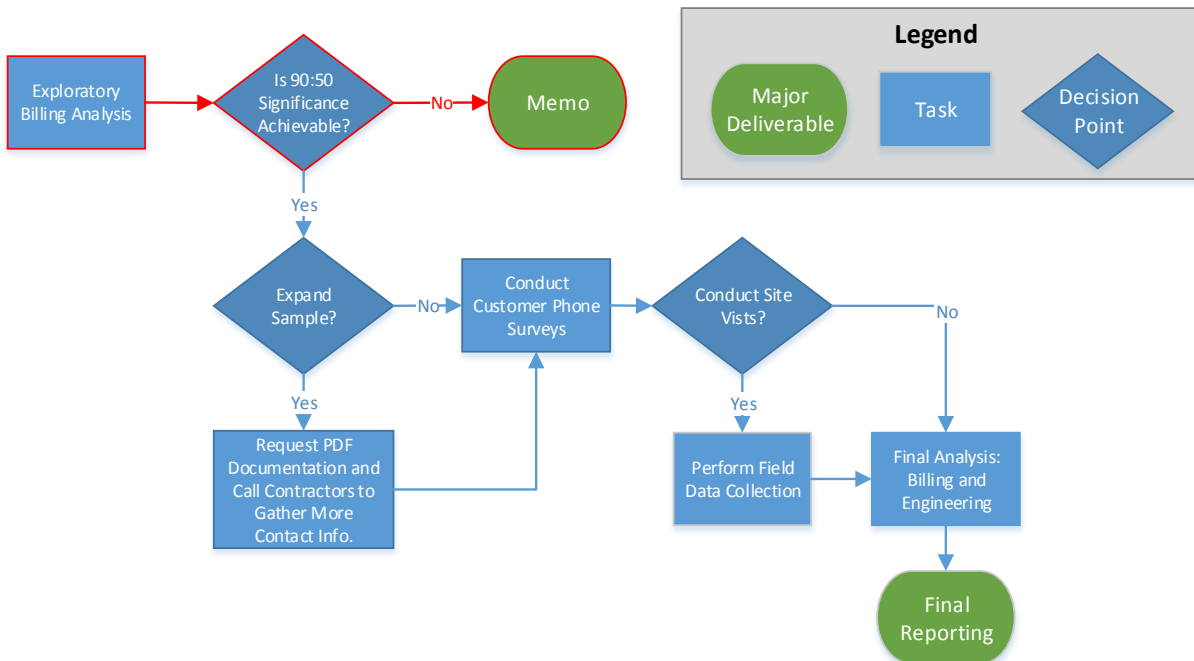 Legend
Major
Deliverable
Task
Decision
Point
Exploratory
Billing Analysis
Is 90:50
Significance
Achievable?
No
Memo
Yes
Expand
Sample?
No
Conduct
Customer Phone
Surveys
Conduct Site
Vists?
No
Yes
Yes
Request PDF
Documentation and
Call Contractors to
Gather More
Contact Info.
Perform Field
Data Collection
Final Analysis:
Billing and
Engineering
Final
Reporting